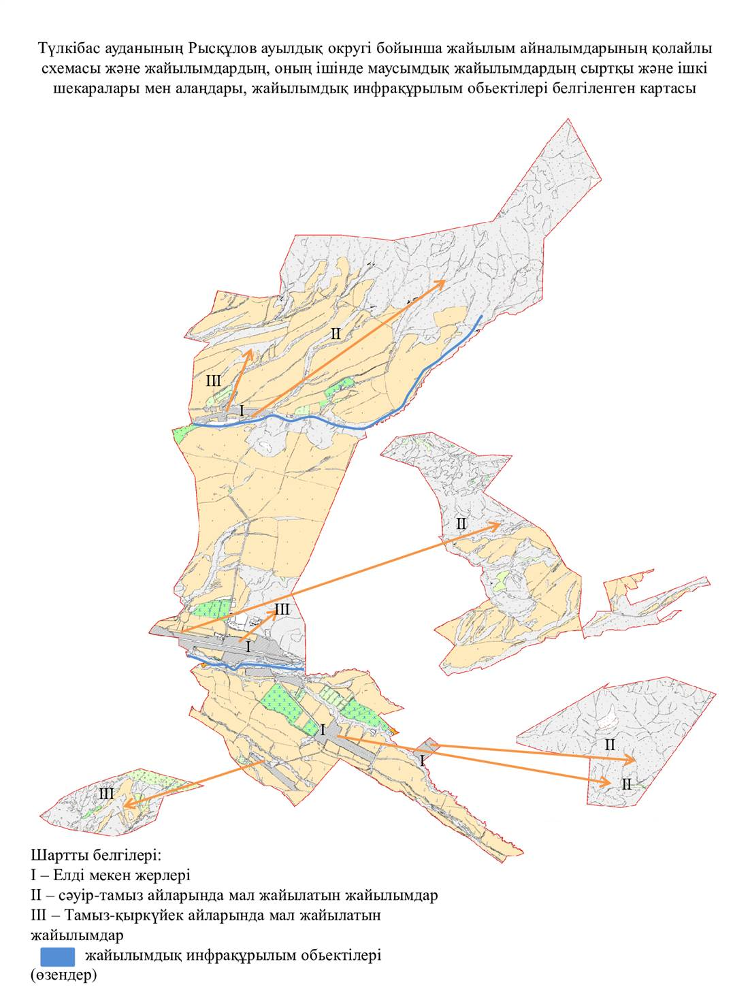 Түлкібас ауданының Рысқұлов ауылдық округі бойынша жайылым айналымдарының қолайлы
схемасы және жайылымдардың, оның ішінде маусымдық жайылымдардың сыртқы және ішкі
шекаралары мен алаңдары, жайылымдық инфрақұрылым обьектілері белгіленген картасы
II
III
I
II
III
I
I
II
I
II
III
Шартты белгілері:
I – Елді мекен жерлері
II – сәуір-тамыз айларында мал жайылатын жайылымдар
III – Тамыз-қыркүйек айларында мал жайылатын
жайылымдар
жайылымдық инфрақұрылым обьектілері
(өзендер)